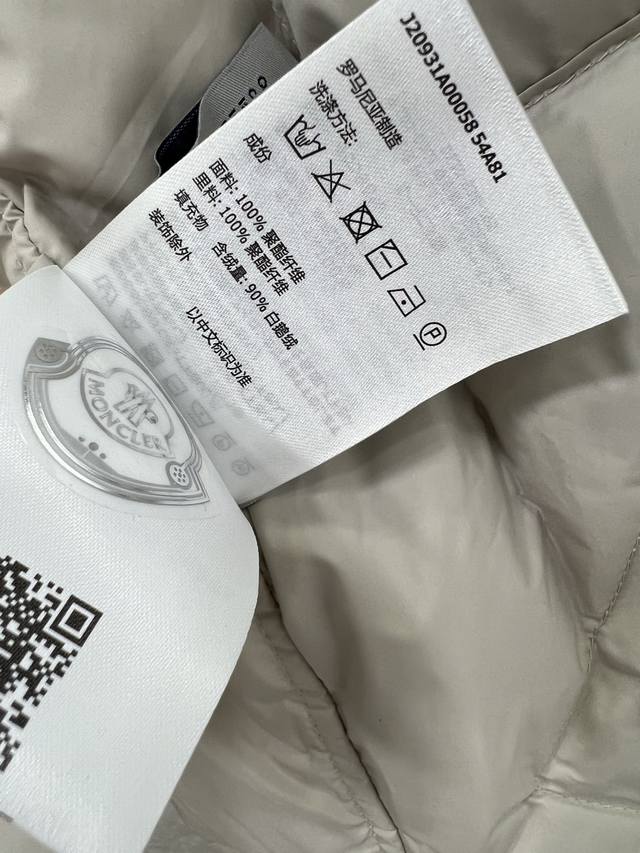 J20931A00058 54A81
罗马尼亚制造
洗涤方法:
P
成份
面料: 100% 聚酯纤维
里料: 100% 聚酯纤维
填充物 含绒量: 90% 白鹅绒
装饰除外
以中文标识为准
MONCLER